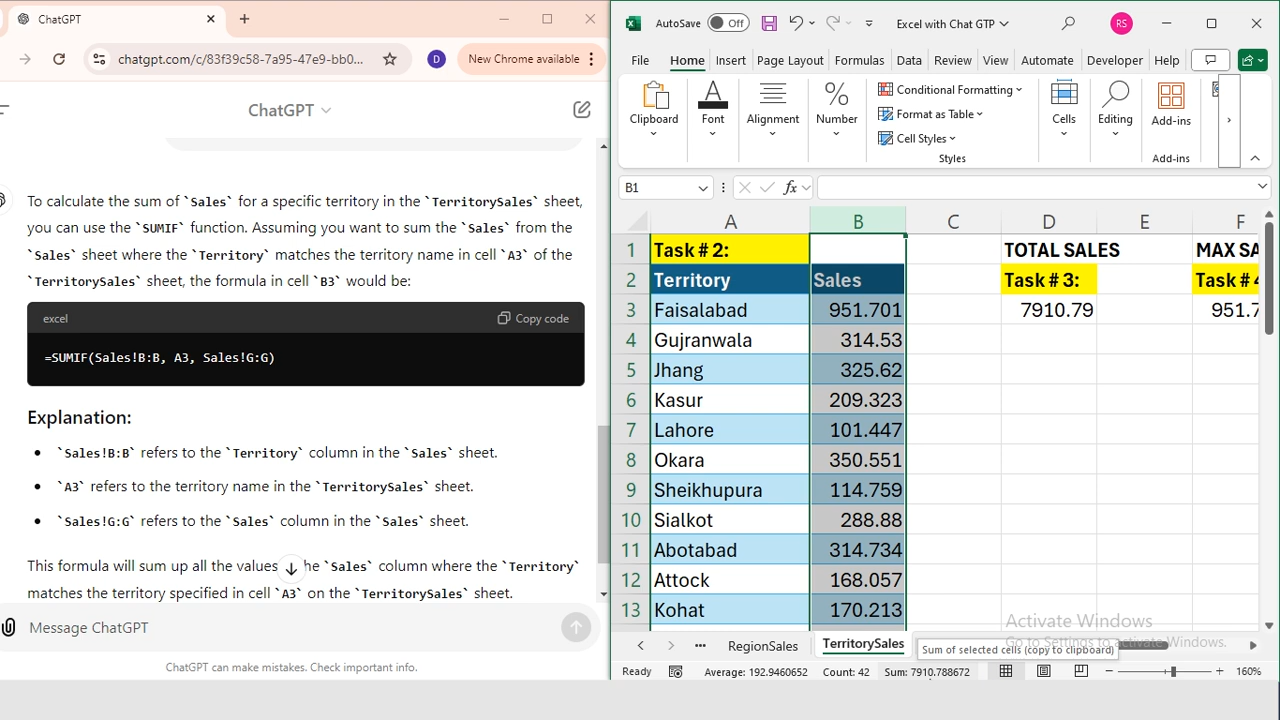 ChatGPT
chatgpt.com/c/83f39c58-7a95-47e9-bb0...
D
New Chrome available
ChatGPT
To calculate the sum of `Sales` for a specific territory in the `TerritorySales` sheet,
you can use the `SUMIF` function. Assuming you want to sum the `Sales` from the
`Sales` sheet where the `Territory` matches the territory name in cell `A3` of the
`TerritorySales` sheet, the formula in cell `B3` would be:
excel
Copy code
=SUMIF(Sales!B:B, A3, Sales!G:G)
Explanation:
• `Sales!B:B` refers to the `Territory` column in the `Sales` sheet.
• `A3` refers to the territory name in the `TerritorySales` sheet.
• `Sales!G:G` refers to the `Sales` column in the `Sales` sheet.
This formula will sum up all the values he `Sales` column where the `Territory`
matches the territory specified in cell `A3` on the `TerritorySales` sheet.
Message ChatGPT
ChatGPT can make mistakes. Check important info.
AutoSave Off Excel with Chat GTP RS
File Home Insert Page Layout Formulas Data Review View Automate Developer Help
Clipboard Font Alignment Number
Conditional Formatting
Format as Table
Cell Styles
Styles
Cells Editing Add-ins
Add-ins
B1 fx
A B C D E F
1 Task # 2: TOTAL SALES MAX SA
2 Territory Sales Task # 3: Task # 4
3 Faisalabad 951.701 7910.79 951.7
4 Gujranwala 314.53
5 Jhang 325.62
6 Kasur 209.323
7 Lahore 101.447
8 Okara 350.551
9 Sheikhupura 114.759
10 Sialkot 288.88
11 Abotabad 314.734
12 Attock 168.057
13 Kohat 170.213
Activate Windows
Go to Settings to activate Windows.
RegionSales TerritorySales
Sum of selected cells (copy to clipboard)
Ready Average: 192.9460652 Count: 42 Sum: 7910.788672 160%